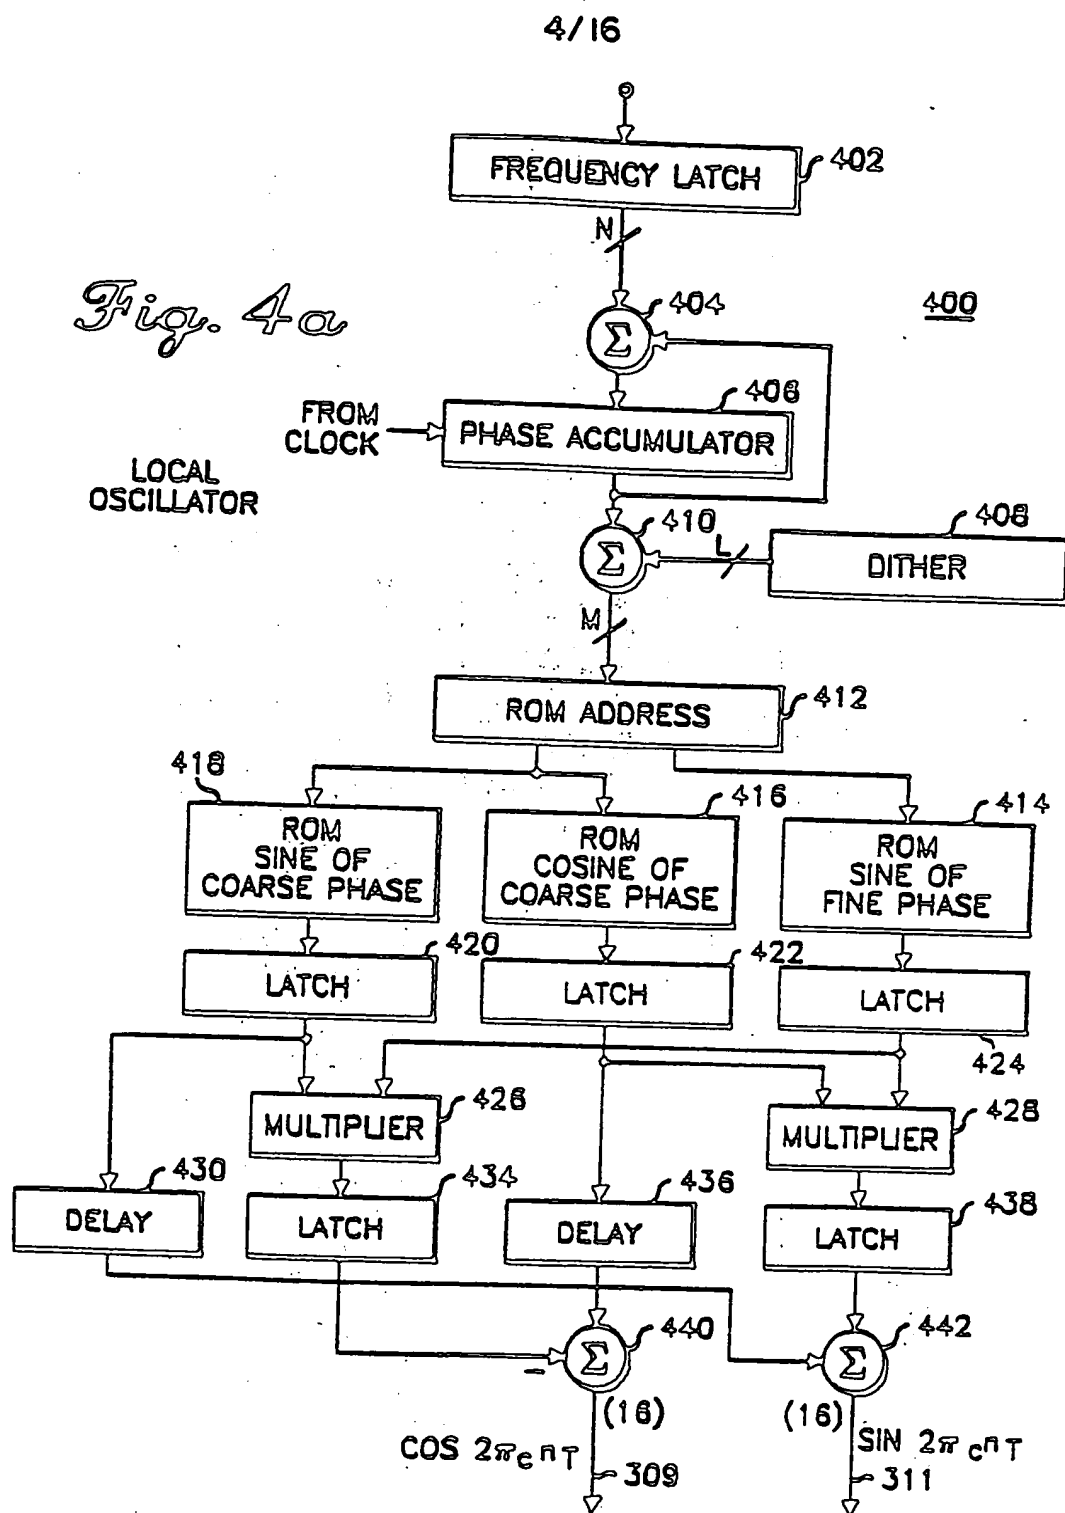 4/16
FREQUENCY LATCH
402
N
Fig. 4a
404
400
Σ
406
FROM
CLOCK
PHASE ACCUMULATOR
LOCAL
OSCILLATOR
410
408
Σ
L
DITHER
M
ROM ADDRESS
412
418
416
414
ROM
SINE OF
COARSE PHASE
ROM
COSINE OF
COARSE PHASE
ROM
SINE OF
FINE PHASE
420
422
LATCH
LATCH
LATCH
424
426
428
MULTIPLIER
MULTIPLIER
430
434
436
438
DELAY
LATCH
DELAY
LATCH
440
442
Σ
Σ
-
(16)
(16)
COS 2πcnT
SIN 2πcnT
309
311